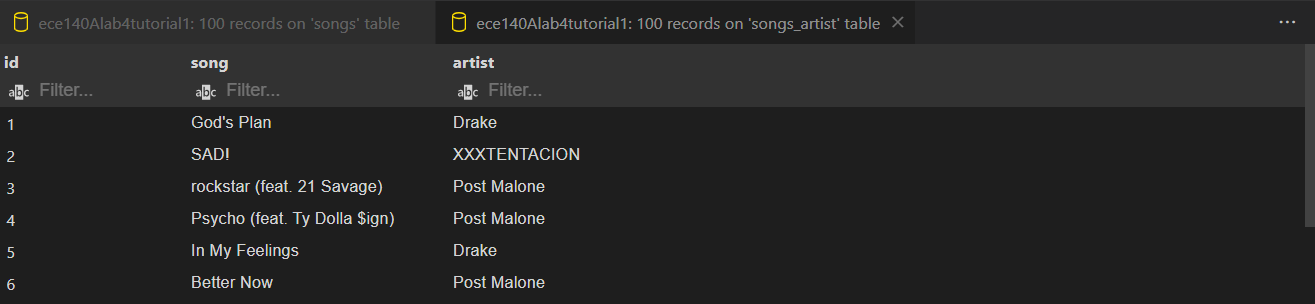 ece140Alab4tutorial1: 100 records on 'songs' table ece140Alab4tutorial1: 100 records on 'songs_artist' table
id song artist
abc Filter... abc Filter... abc Filter...
1 God's Plan Drake
2 SAD! XXXTENTACION
3 rockstar (feat. 21 Savage) Post Malone
4 Psycho (feat. Ty Dolla $ign) Post Malone
5 In My Feelings Drake
6 Better Now Post Malone